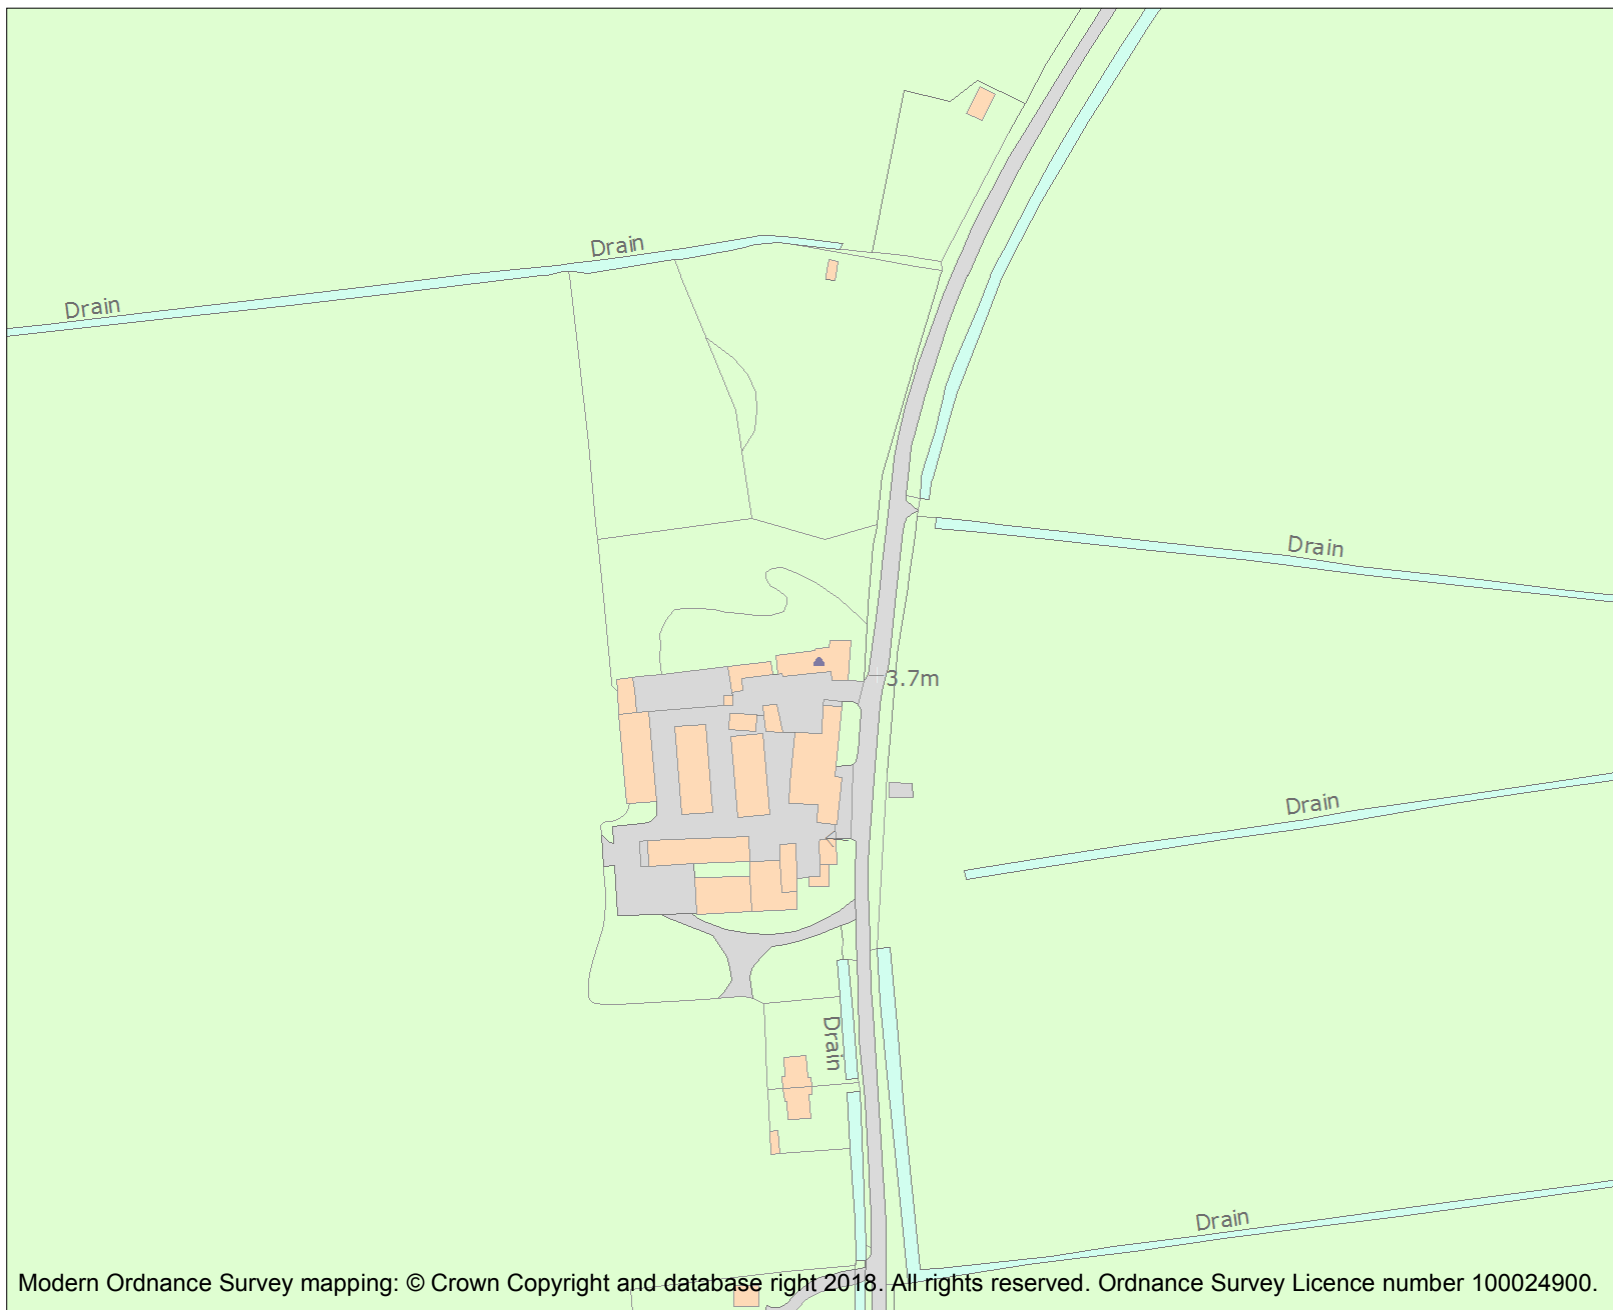 Drain
Drain
Drain
3.7m
Drain
Drain
Drain
Modern Ordnance Survey mapping: © Crown Copyright and database right 2018. All rights reserved. Ordnance Survey Licence number 100024900.